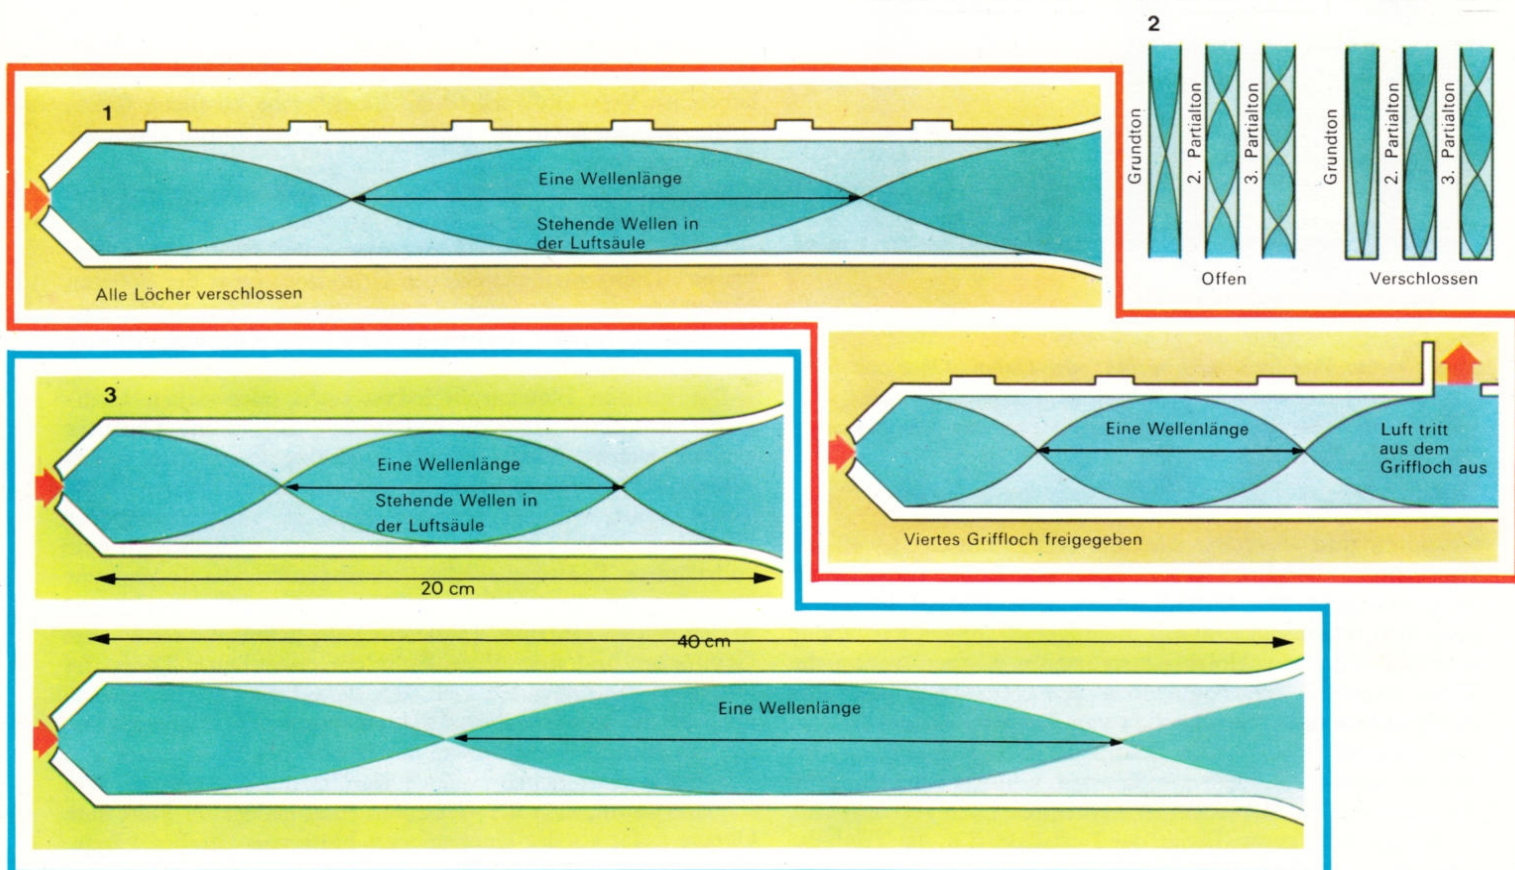 1
Eine Wellenlänge
Stehende Wellen in
der Luftsäule
Alle Löcher verschlossen
2
Grundton
2. Partialton
3. Partialton
Offen
Grundton
2. Partialton
3. Partialton
Verschlossen
Eine Wellenlänge
Luft tritt
aus dem
Griffloch aus
Viertes Griffloch freigegeben
3
Eine Wellenlänge
Stehende Wellen in
der Luftsäule
20 cm
40 cm
Eine Wellenlänge